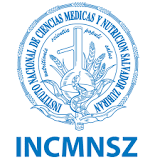 INSTITUTO NACIONAL DE CIENCIAS MEDICAS Y NUTRICION SALVADOR ZUBIRAN
INCMNSZ